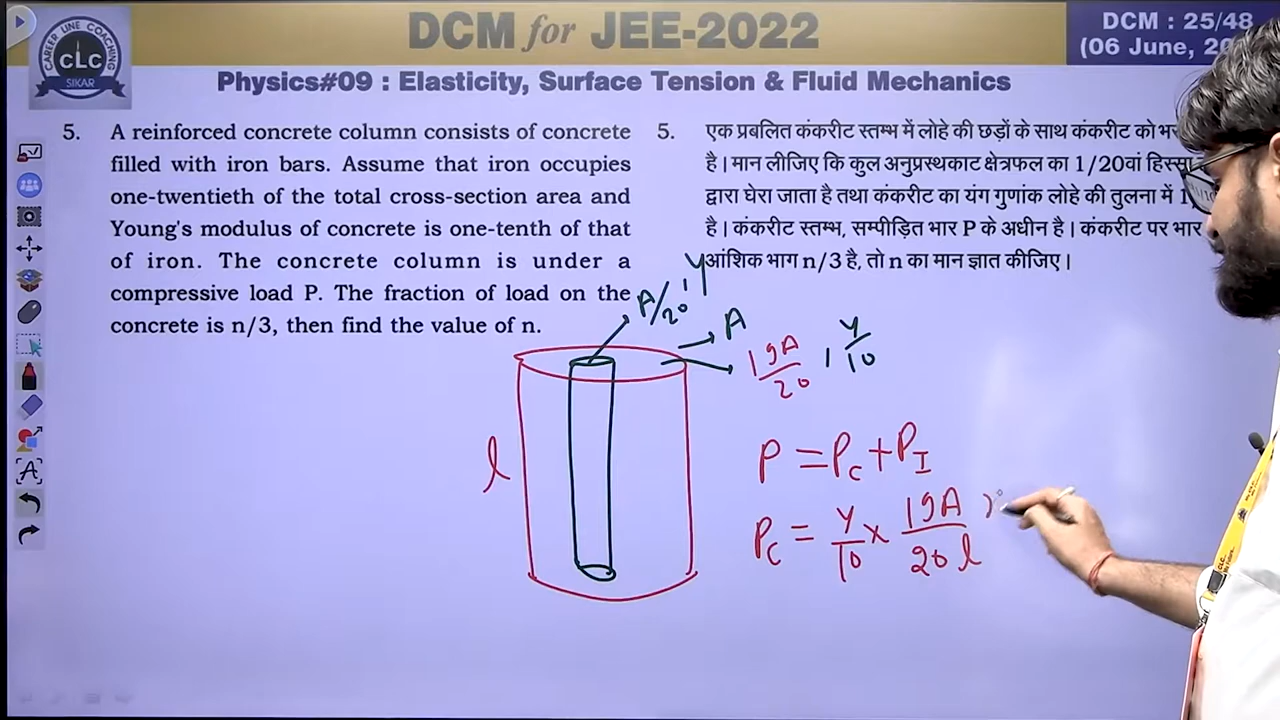 DCM for JEE-2022
DCM : 25/48
(06 June, 20
CAREER LINE COACHING
CLC
SIKAR
Physics#09 : Elasticity, Surface Tension & Fluid Mechanics
5. A reinforced concrete column consists of concrete
filled with iron bars. Assume that iron occupies
one-twentieth of the total cross-section area and
Young's modulus of concrete is one-tenth of that
of iron. The concrete column is under a
compressive load P. The fraction of load on the
concrete is n/3, then find the value of n.
5. एक प्रबलित कंकरीट स्तम्भ में लोहे की छड़ों के साथ कंकरीट को भ
है। मान लीजिए कि कुल अनुप्रस्थकाट क्षेत्रफल का 1/20वां हिस्सा
द्वारा घेरा जाता है तथा कंकरीट का यंग गुणांक लोहे की तुलना में 1
है। कंकरीट स्तम्भ, सम्पीड़ित भार P के अधीन है। कंकरीट पर भार
आंशिक भाग n/3 है, तो n का मान ज्ञात कीजिए।
A/20, Y
A
19A/20, Y/10
l
P = P_C + P_I
P_C = Y/10 × 19A/20 l